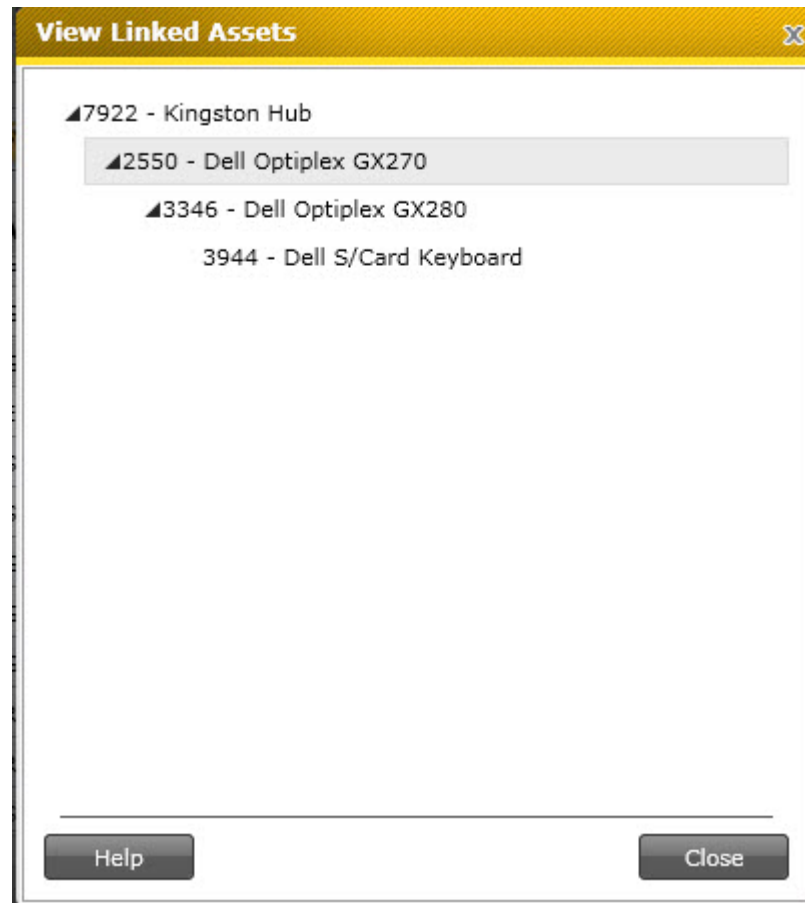 View Linked Assets
7922 - Kingston Hub
2550 - Dell Optiplex GX270
3346 - Dell Optiplex GX280
3944 - Dell S/Card Keyboard
Help
Close